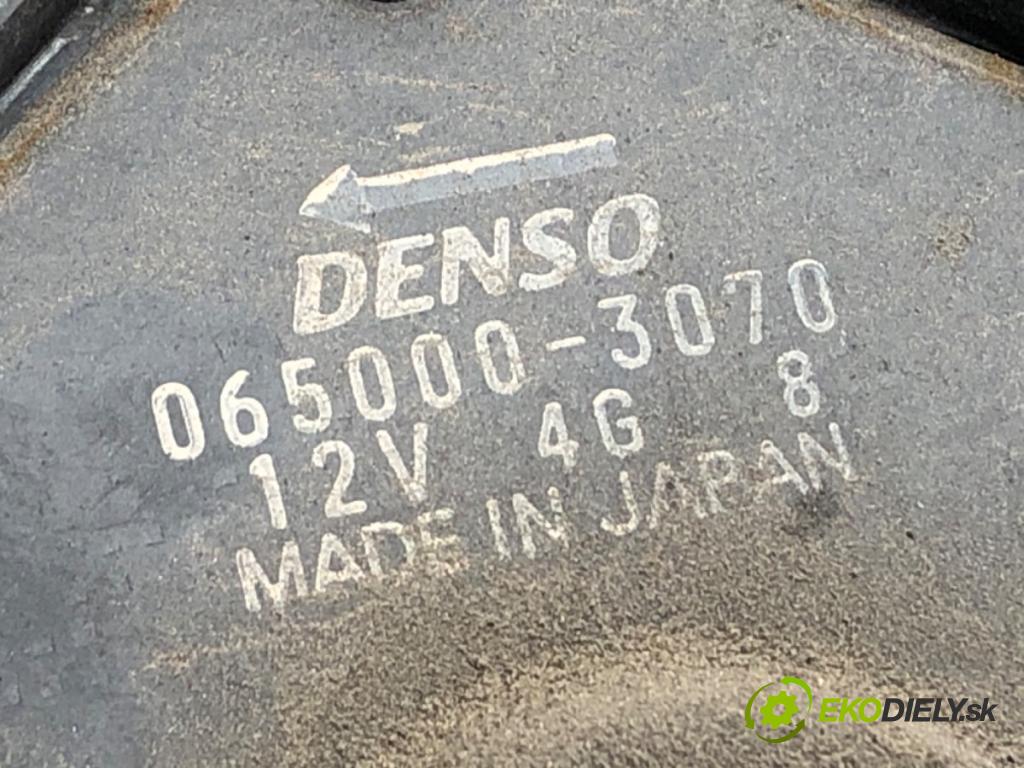 DENSO
065000-3070
12V 4G 8
MADE IN JAPAN
EKODIELY.sk